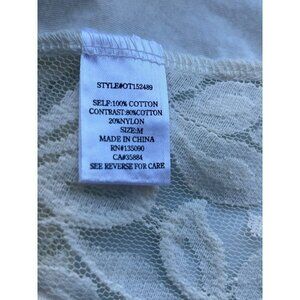 STYLE#OT152489
SELF:100% COTTON
CONTRAST:80%COTTON
20%NYLON
SIZE:M
MADE IN CHINA
RN#135090
CA#35884
SEE REVERSE FOR CARE